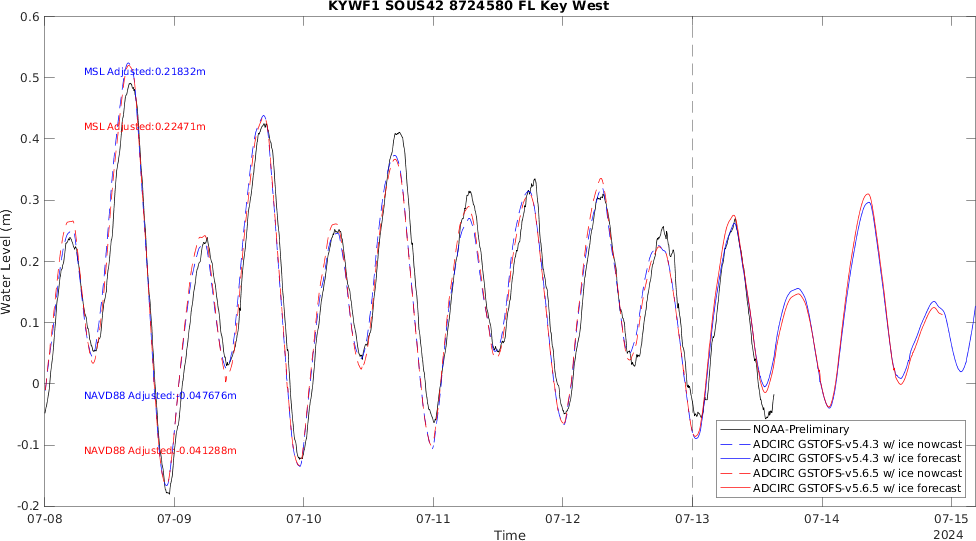 KYWF1 SOUS42 8724580 FL Key West
0.6
0.5
0.4
0.3
0.2
0.1
0
-0.1
-0.2
Water Level (m)
MSL Adjusted:0.21832m
MSL Adjusted:0.22471m
NAVD88 Adjusted:-0.047676m
NAVD88 Adjusted:-0.041288m
NOAA-Preliminary
ADCIRC GSTOFS-v5.4.3 w/ ice nowcast
ADCIRC GSTOFS-v5.4.3 w/ ice forecast
ADCIRC GSTOFS-v5.6.5 w/ ice nowcast
ADCIRC GSTOFS-v5.6.5 w/ ice forecast
07-08 07-09 07-10 07-11 07-12 07-13 07-14 07-15
Time
2024